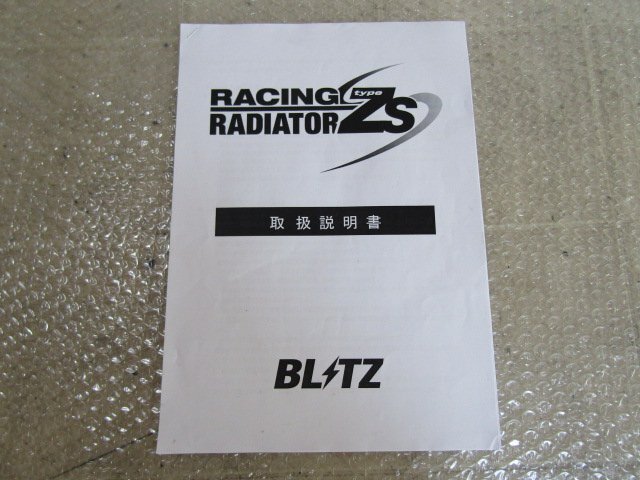 RACING
type
RADIATOR ZS
取扱説明書
BLITZ